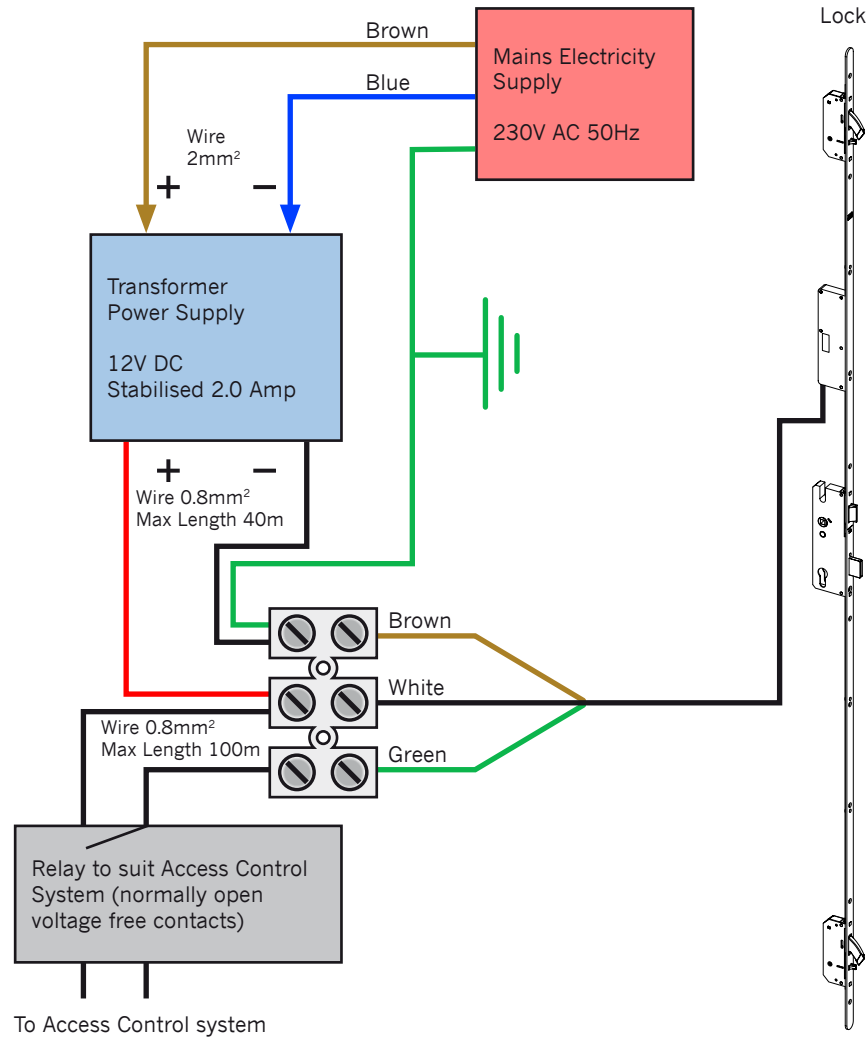 Lock
Brown
Mains Electricity
Supply
230V AC 50Hz
Blue
Wire
2mm²
+ −
Transformer
Power Supply
12V DC
Stabilised 2.0 Amp
+ −
Wire 0.8mm²
Max Length 40m
Brown
White
Wire 0.8mm²
Max Length 100m
Green
Relay to suit Access Control
System (normally open
voltage free contacts)
To Access Control system